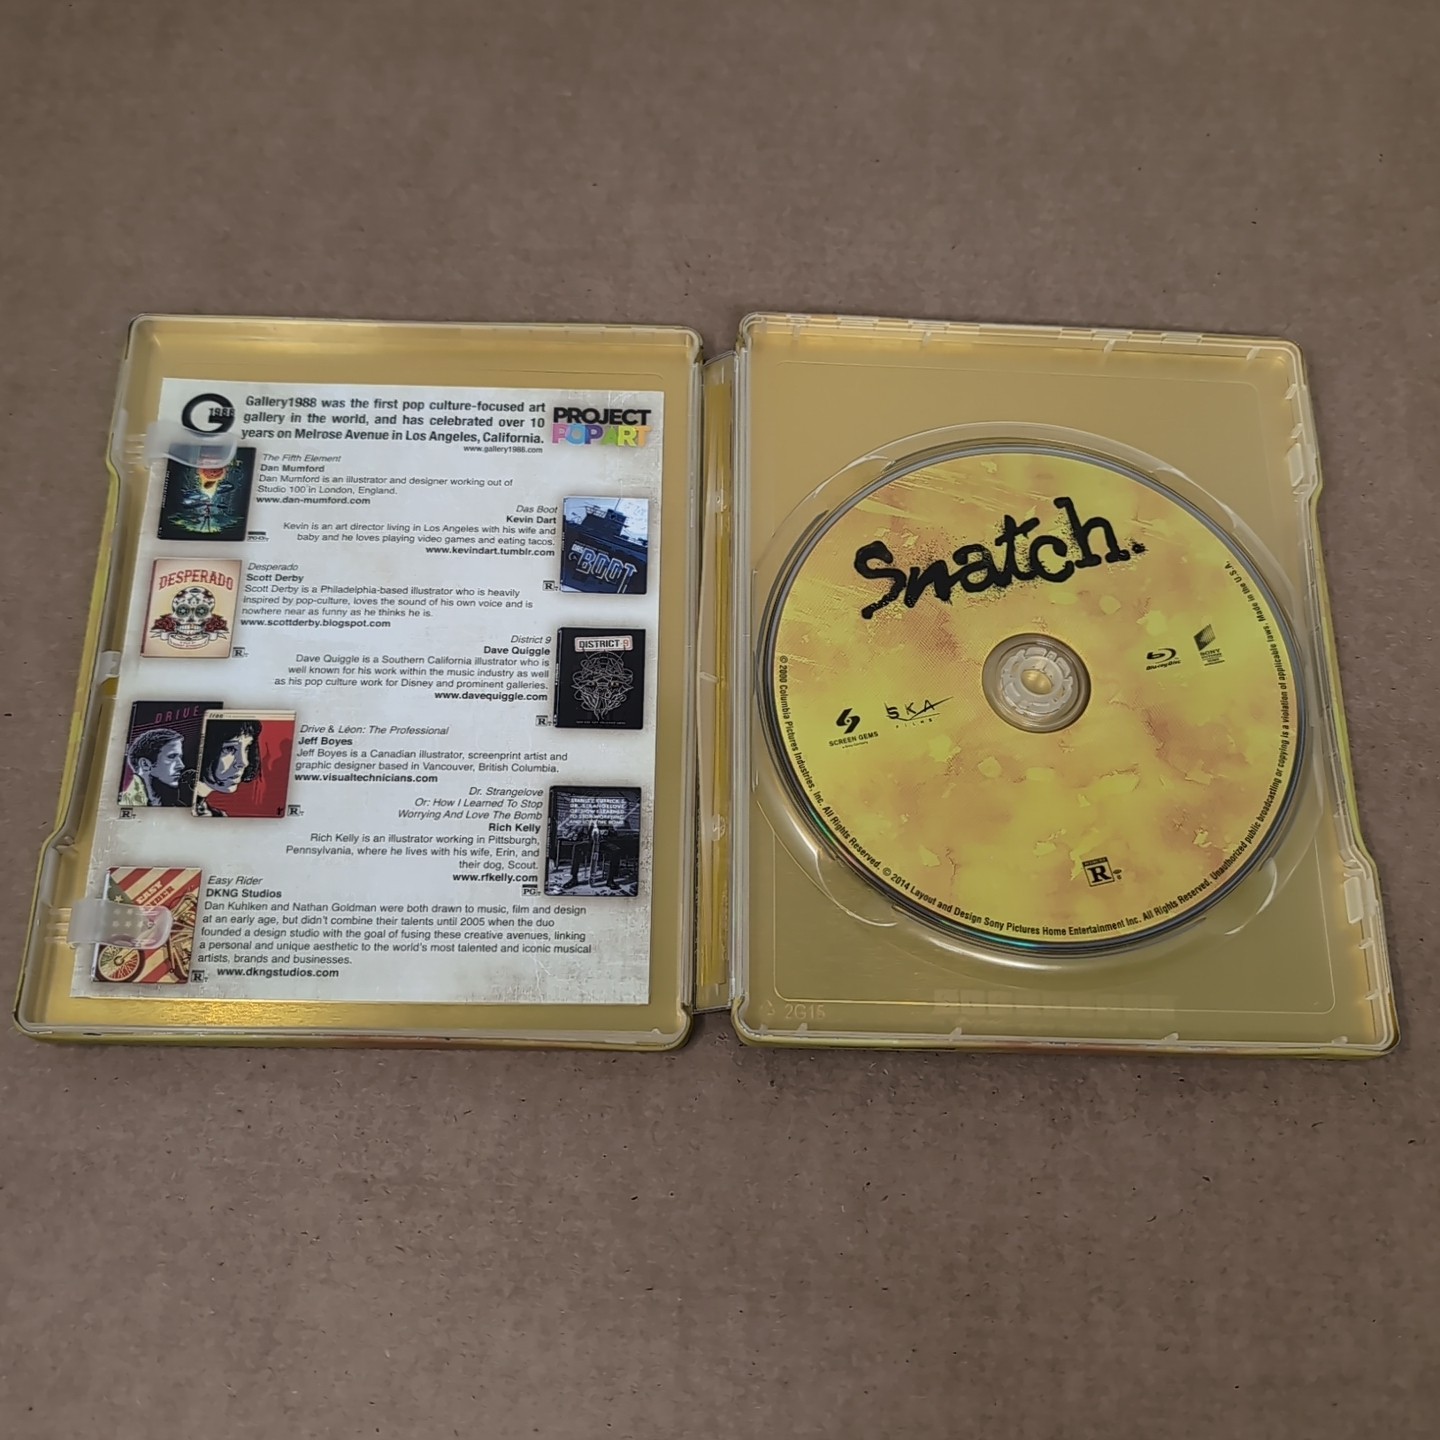 G 1988
Gallery1988 was the first pop culture-focused art
gallery in the world, and has celebrated over 10
years on Melrose Avenue in Los Angeles, California.
www.gallery1988.com
PROJECT
POP ART
The Fifth Element
Dan Mumford
Dan Mumford is an illustrator and designer working out of
Studio 100 in London, England.
www.dan-mumford.com
Das Boot
Kevin Dart
Kevin is an art director living in Los Angeles with his wife and
baby and he loves playing video games and eating tacos.
www.kevindart.tumblr.com
BOOT
R
DESPERADO
Desperado
Scott Derby
Scott Derby is a Philadelphia-based illustrator who is heavily
inspired by pop-culture, loves the sound of his own voice and is
nowhere near as funny as he thinks he is.
www.scottderby.blogspot.com
R
District 9
Dave Quiggle
Dave Quiggle is a Southern California illustrator who is
well known for his work within the music industry as well
as his pop culture work for Disney and prominent galleries.
www.davequiggle.com
DISTRICT 9
R
DRIVE
Drive & Léon: The Professional
Jeff Boyes
Jeff Boyes is a Canadian illustrator, screenprint artist and
graphic designer based in Vancouver, British Columbia.
www.visualtechnicians.com
R
R
Dr. Strangelove
Or: How I Learned To Stop
Worrying And Love The Bomb
Rich Kelly
Rich Kelly is an illustrator working in Pittsburgh,
Pennsylvania, where he lives with his wife, Erin, and
their dog, Scout.
www.rfkelly.com
PG
EASY
RIDER
Easy Rider
DKNG Studios
Dan Kuhlken and Nathan Goldman were both drawn to music, film and design
at an early age, but didn't combine their talents until 2005 when the duo
founded a design studio with the goal of fusing these creative avenues, linking
a personal and unique aesthetic to the world's most talented and iconic musical
artists, brands and businesses.
www.dkngstudios.com
R
Snatch.
Blu-ray Disc
SONY
SCREEN GEMS
SKA
FILMS
R
© 2000 Columbia Pictures Industries, Inc. All Rights Reserved. © 2014 Layout and Design Sony Pictures Home Entertainment Inc. All Rights Reserved. Unauthorized public broadcasting or copying is a violation of applicable laws. Made in the U.S.A.
2G15